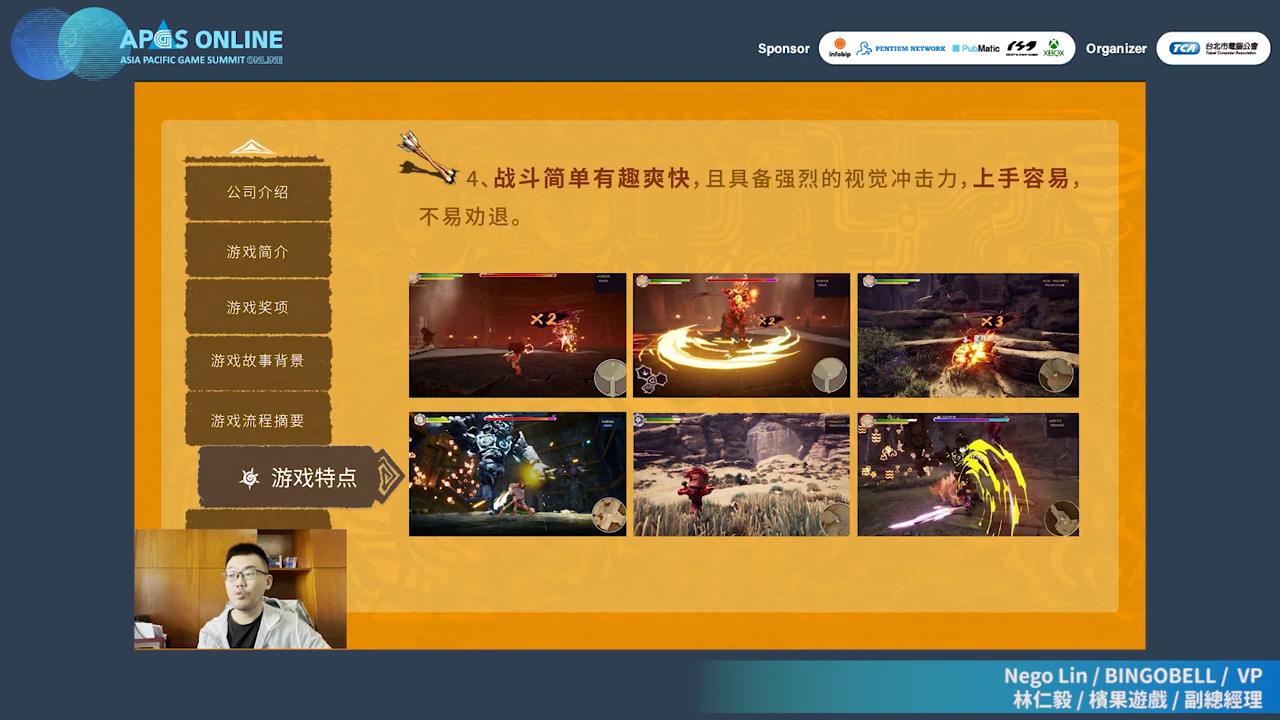 APGS ONLINE
ASIA PACIFIC GAME SUMMIT ONLINE
Sponsor
infobip
PENTIUM NETWORK
PubMatic
XBOX
Organizer
TCA 台北市電腦公會
Taipei Computer Association
4、战斗简单有趣爽快,且具备强烈的视觉冲击力,上手容易,
不易劝退。
公司介绍
游戏简介
游戏奖项
游戏故事背景
游戏流程摘要
游戏特点
×2
×2
×3
Nego Lin / BINGOBELL / VP
林仁毅 / 檳果遊戲 / 副總經理